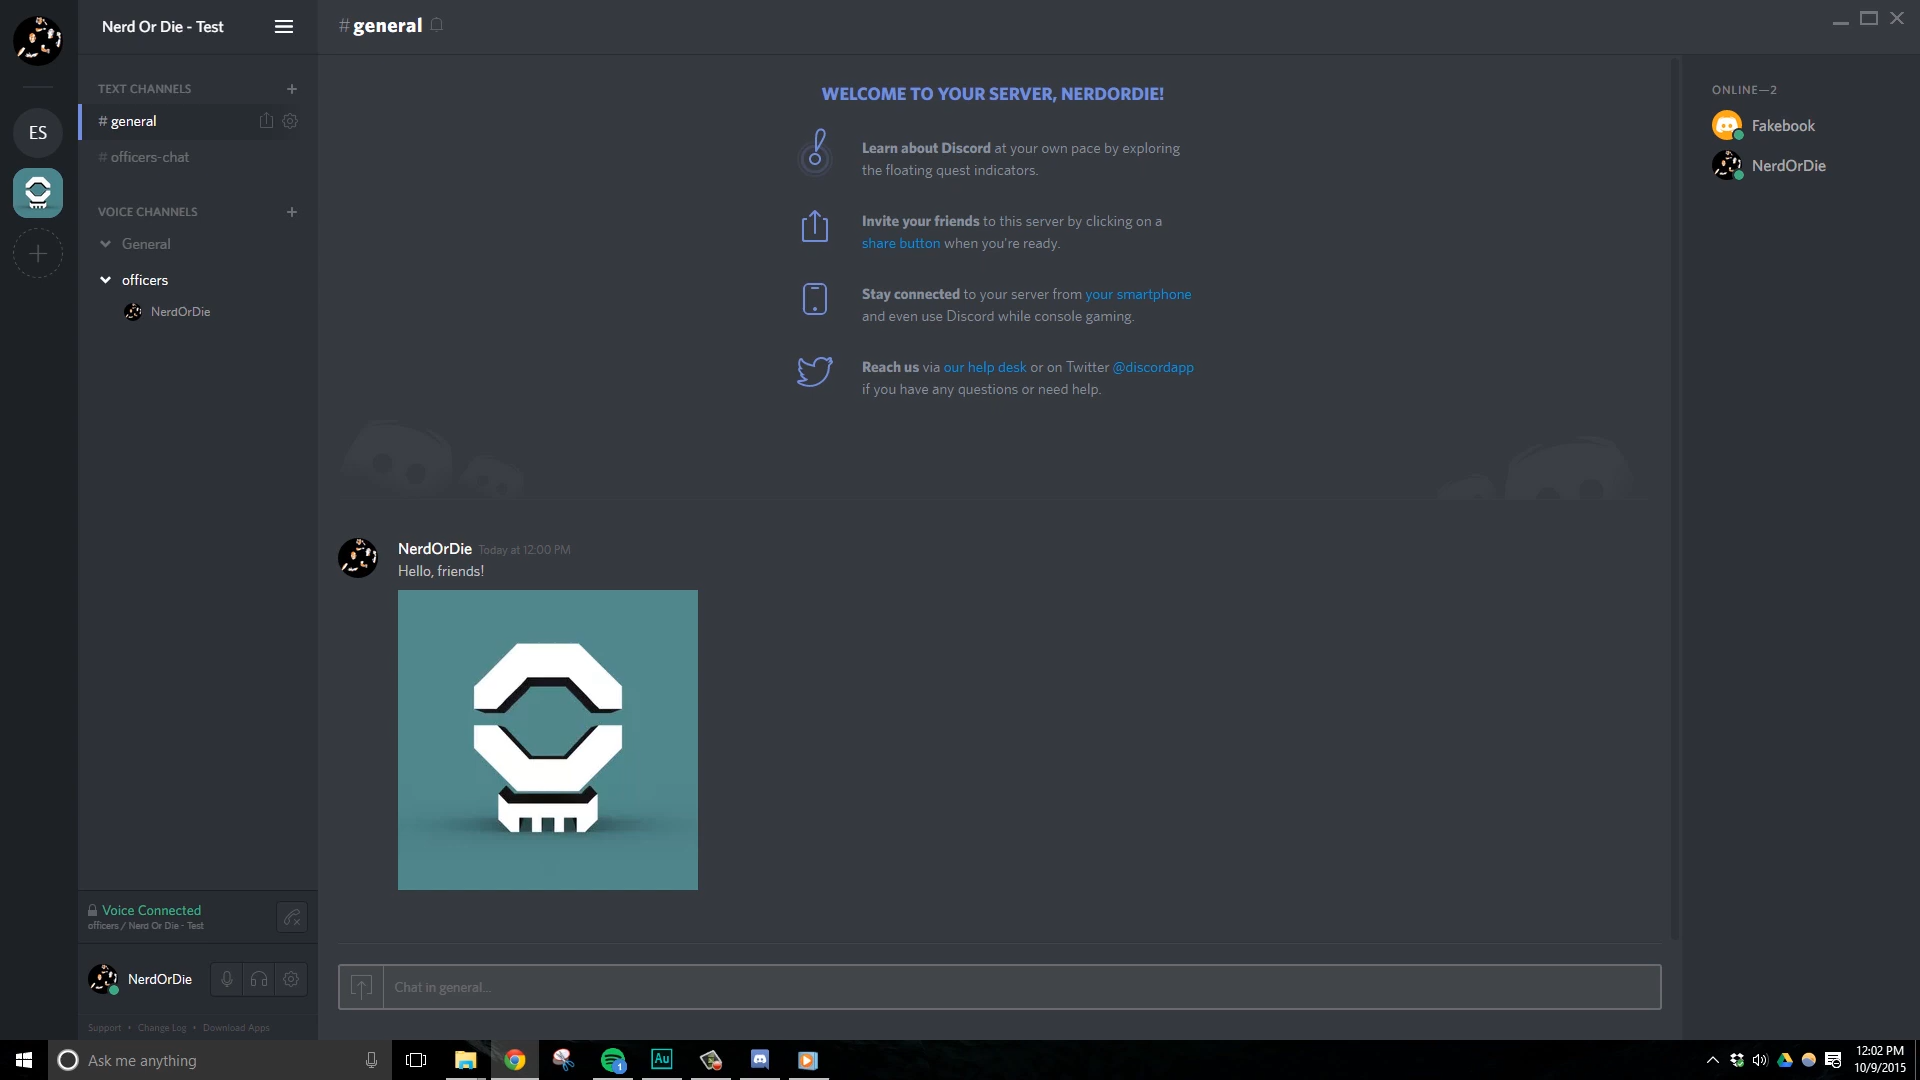 Nerd Or Die - Test
#general
TEXT CHANNELS
# general
# officers-chat
VOICE CHANNELS
General
officers
NerdOrDie
ES
WELCOME TO YOUR SERVER, NERDORDIE!
Learn about Discord at your own pace by exploring
the floating quest indicators.
Invite your friends to this server by clicking on a
share button when you're ready.
Stay connected to your server from your smartphone
and even use Discord while console gaming.
Reach us via our help desk or on Twitter @discordapp
if you have any questions or need help.
NerdOrDie Today at 12:00 PM
Hello, friends!
ONLINE—2
Fakebook
NerdOrDie
Voice Connected
officers / Nerd Or Die - Test
NerdOrDie
Support • Change Log • Download Apps
Chat in general...
Ask me anything
1
Au
12:02 PM
10/9/2015